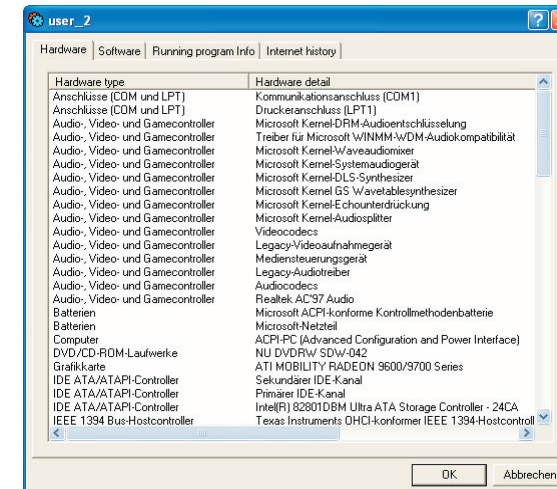 user_2
Hardware Software Running program Info Internet history
Hardware type Hardware detail
Anschlüsse (COM und LPT) Kommunikationsanschluss (COM1)
Anschlüsse (COM und LPT) Druckeranschluss (LPT1)
Audio-, Video- und Gamecontroller Microsoft Kernel-DRM-Audioentschlüsselung
Audio-, Video- und Gamecontroller Treiber für Microsoft WINMM-WDM-Audiokompatibilität
Audio-, Video- und Gamecontroller Microsoft Kernel-Waveaudiomixer
Audio-, Video- und Gamecontroller Microsoft Kernel-Systemaudiogerät
Audio-, Video- und Gamecontroller Microsoft Kernel-DLS-Synthesizer
Audio-, Video- und Gamecontroller Microsoft Kernel GS Wavetablesynthesizer
Audio-, Video- und Gamecontroller Microsoft Kernel-Echounterdrückung
Audio-, Video- und Gamecontroller Microsoft Kernel-Audiosplitter
Audio-, Video- und Gamecontroller Videocodecs
Audio-, Video- und Gamecontroller Legacy-Videoaufnahmegerät
Audio-, Video- und Gamecontroller Mediensteuerungsgerät
Audio-, Video- und Gamecontroller Legacy-Audiotreiber
Audio-, Video- und Gamecontroller Audiocodecs
Audio-, Video- und Gamecontroller Realtek AC'97 Audio
Batterien Microsoft ACPI-konforme Kontrollmethodenbatterie
Batterien Microsoft-Netzteil
Computer ACPI-PC (Advanced Configuration and Power Interface)
DVD/CD-ROM-Laufwerke NU DVDRW SDW-042
Grafikkarte ATI MOBILITY RADEON 9600/9700 Series
IDE ATA/ATAPI-Controller Sekundärer IDE-Kanal
IDE ATA/ATAPI-Controller Primärer IDE-Kanal
IDE ATA/ATAPI-Controller Intel(R) 82801DBM Ultra ATA Storage Controller - 24CA
IEEE 1394 Bus-Hostcontroller Texas Instruments OHCI-konformer IEEE 1394-Hostcontroll
OK Abbrechen